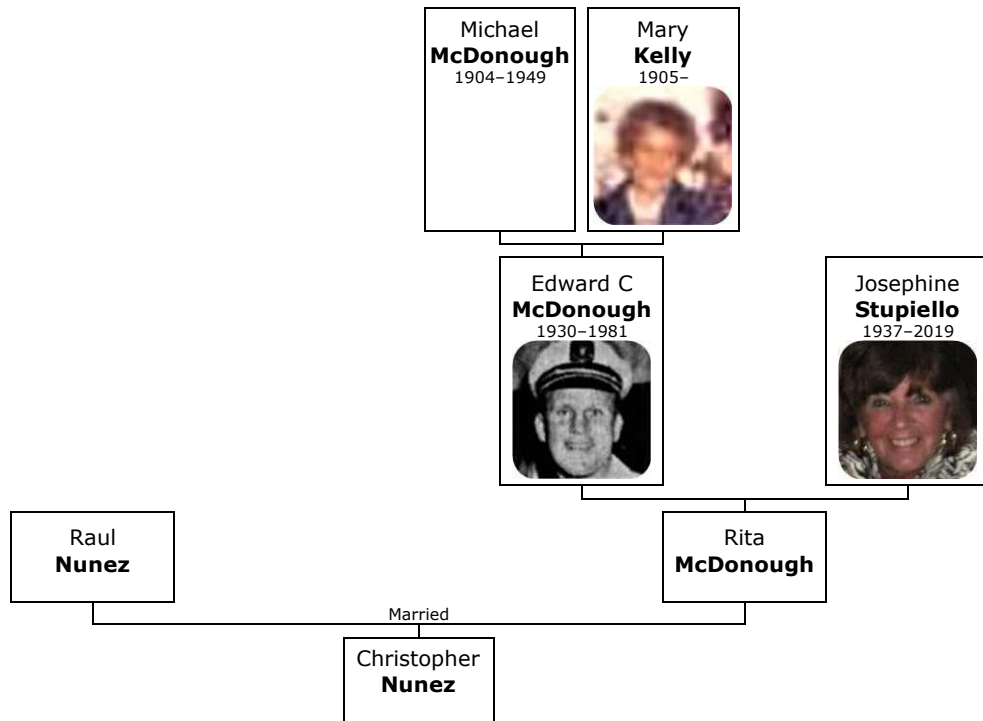 Michael
McDonough
1904–1949
Mary
Kelly
1905–
Edward C
McDonough
1930–1981
Josephine
Stupiello
1937–2019
Raul
Nunez
Rita
McDonough
Married
Christopher
Nunez